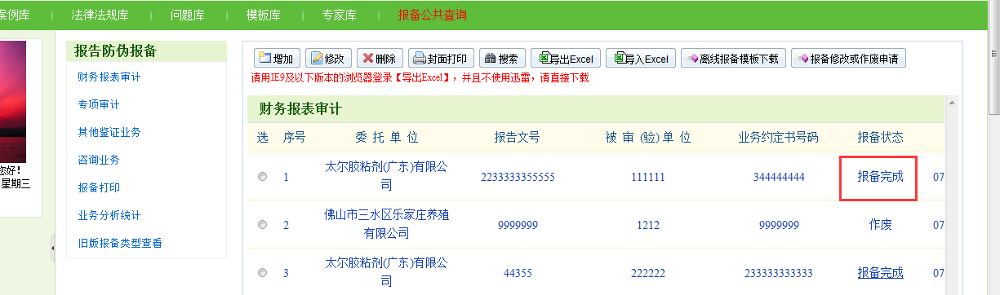 案例库 法律法规库 问题库 模板库 专家库 报备公共查询
您好!
星期三
报告防伪报备
财务报表审计
专项审计
其他鉴证业务
咨询业务
报备打印
业务分析统计
旧版报备类型查看
增加 修改 删除 封面打印 搜索 导出Excel 导入Excel 离线报备模板下载 报备修改或作废申请
请用IE9及以下版本的浏览器登录【导出Excel】，并且不使用迅雷，请直接下载
财务报表审计
选 序号 委 托 单 位 报告文号 被 审 (验) 单 位 业务约定书号码 报备状态
1 太尔胶粘剂(广东)有限公
司 2233333355555 111111 344444444 报备完成 07
2 佛山市三水区乐家庄养殖
有限公司 9999999 1212 9999999 作废 07
3 太尔胶粘剂(广东)有限公
司 44355 222222 233333333333 报备完成 07